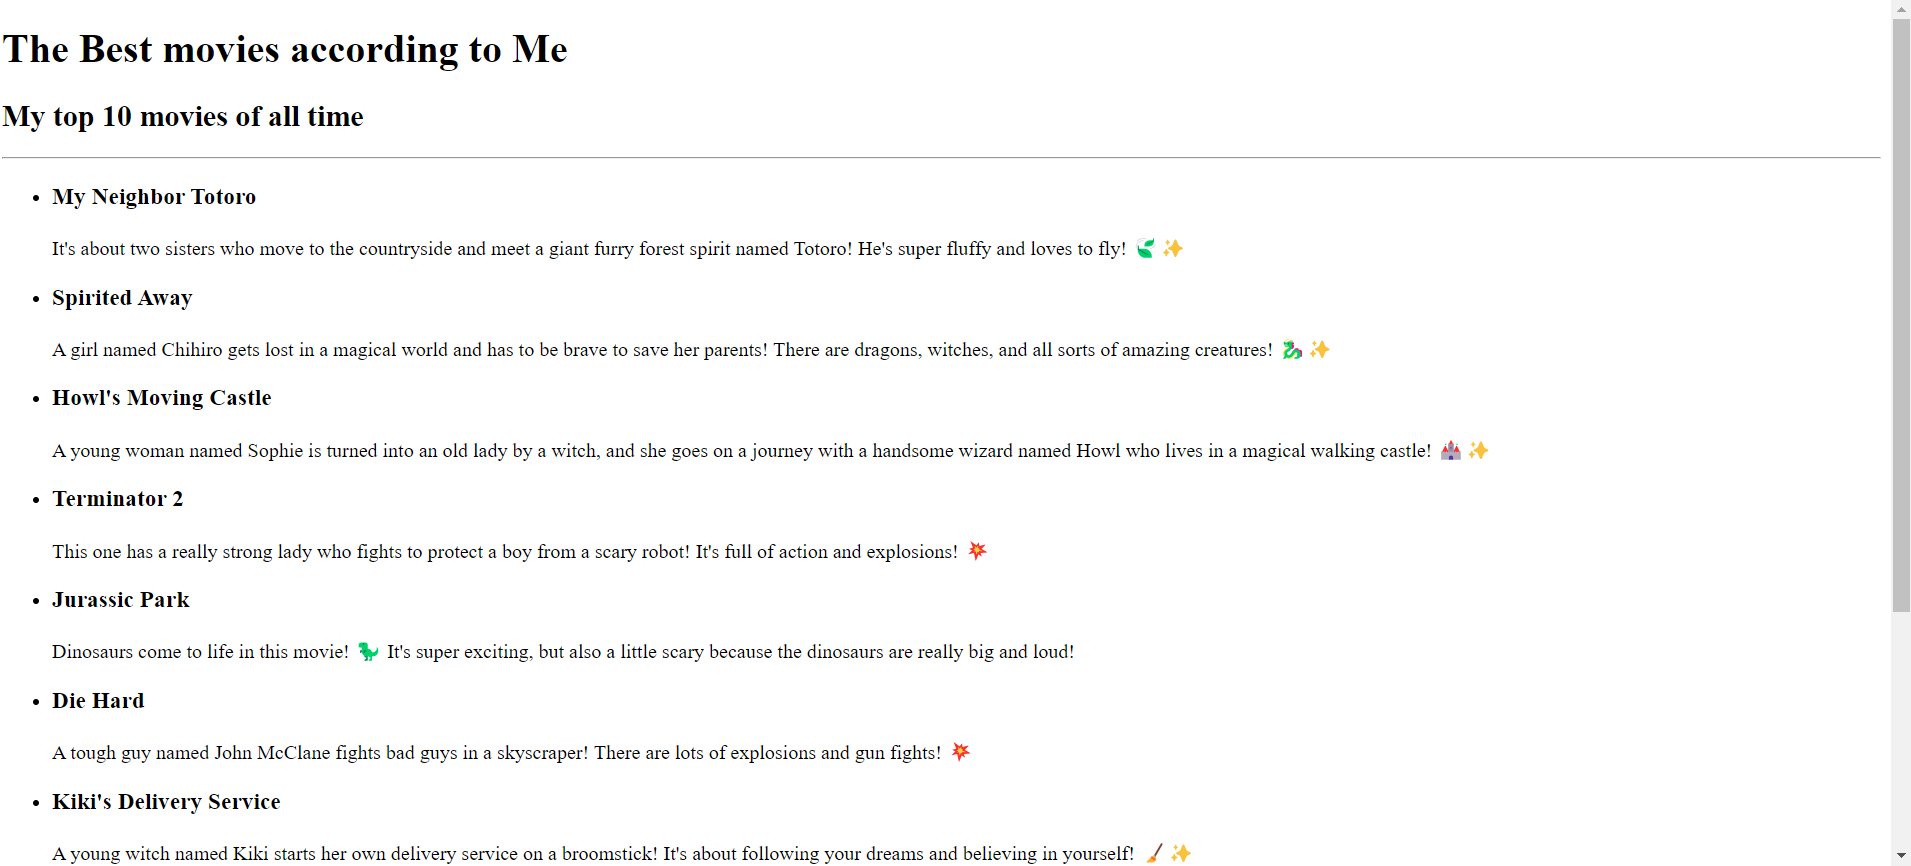 The Best movies according to Me
My top 10 movies of all time
• My Neighbor Totoro
It's about two sisters who move to the countryside and meet a giant furry forest spirit named Totoro! He's super fluffy and loves to fly! 🍃✨
• Spirited Away
A girl named Chihiro gets lost in a magical world and has to be brave to save her parents! There are dragons, witches, and all sorts of amazing creatures! 🐉✨
• Howl's Moving Castle
A young woman named Sophie is turned into an old lady by a witch, and she goes on a journey with a handsome wizard named Howl who lives in a magical walking castle! 🏰✨
• Terminator 2
This one has a really strong lady who fights to protect a boy from a scary robot! It's full of action and explosions! 💥
• Jurassic Park
Dinosaurs come to life in this movie! 🦖 It's super exciting, but also a little scary because the dinosaurs are really big and loud!
• Die Hard
A tough guy named John McClane fights bad guys in a skyscraper! There are lots of explosions and gun fights! 💥
• Kiki's Delivery Service
A young witch named Kiki starts her own delivery service on a broomstick! It's about following your dreams and believing in yourself! 🧹✨